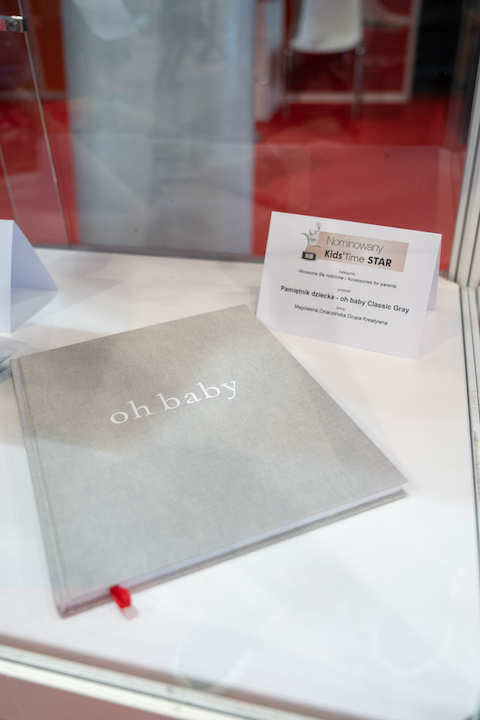 Nominowany
Kids'Time STAR
kategoria
Akcesoria dla rodziców / Accessories for parents
produkt
Pamiętnik dziecka - oh baby Classic Gray
firma
Magdalena Zmarzlińska Grupa Kreatywna
oh baby